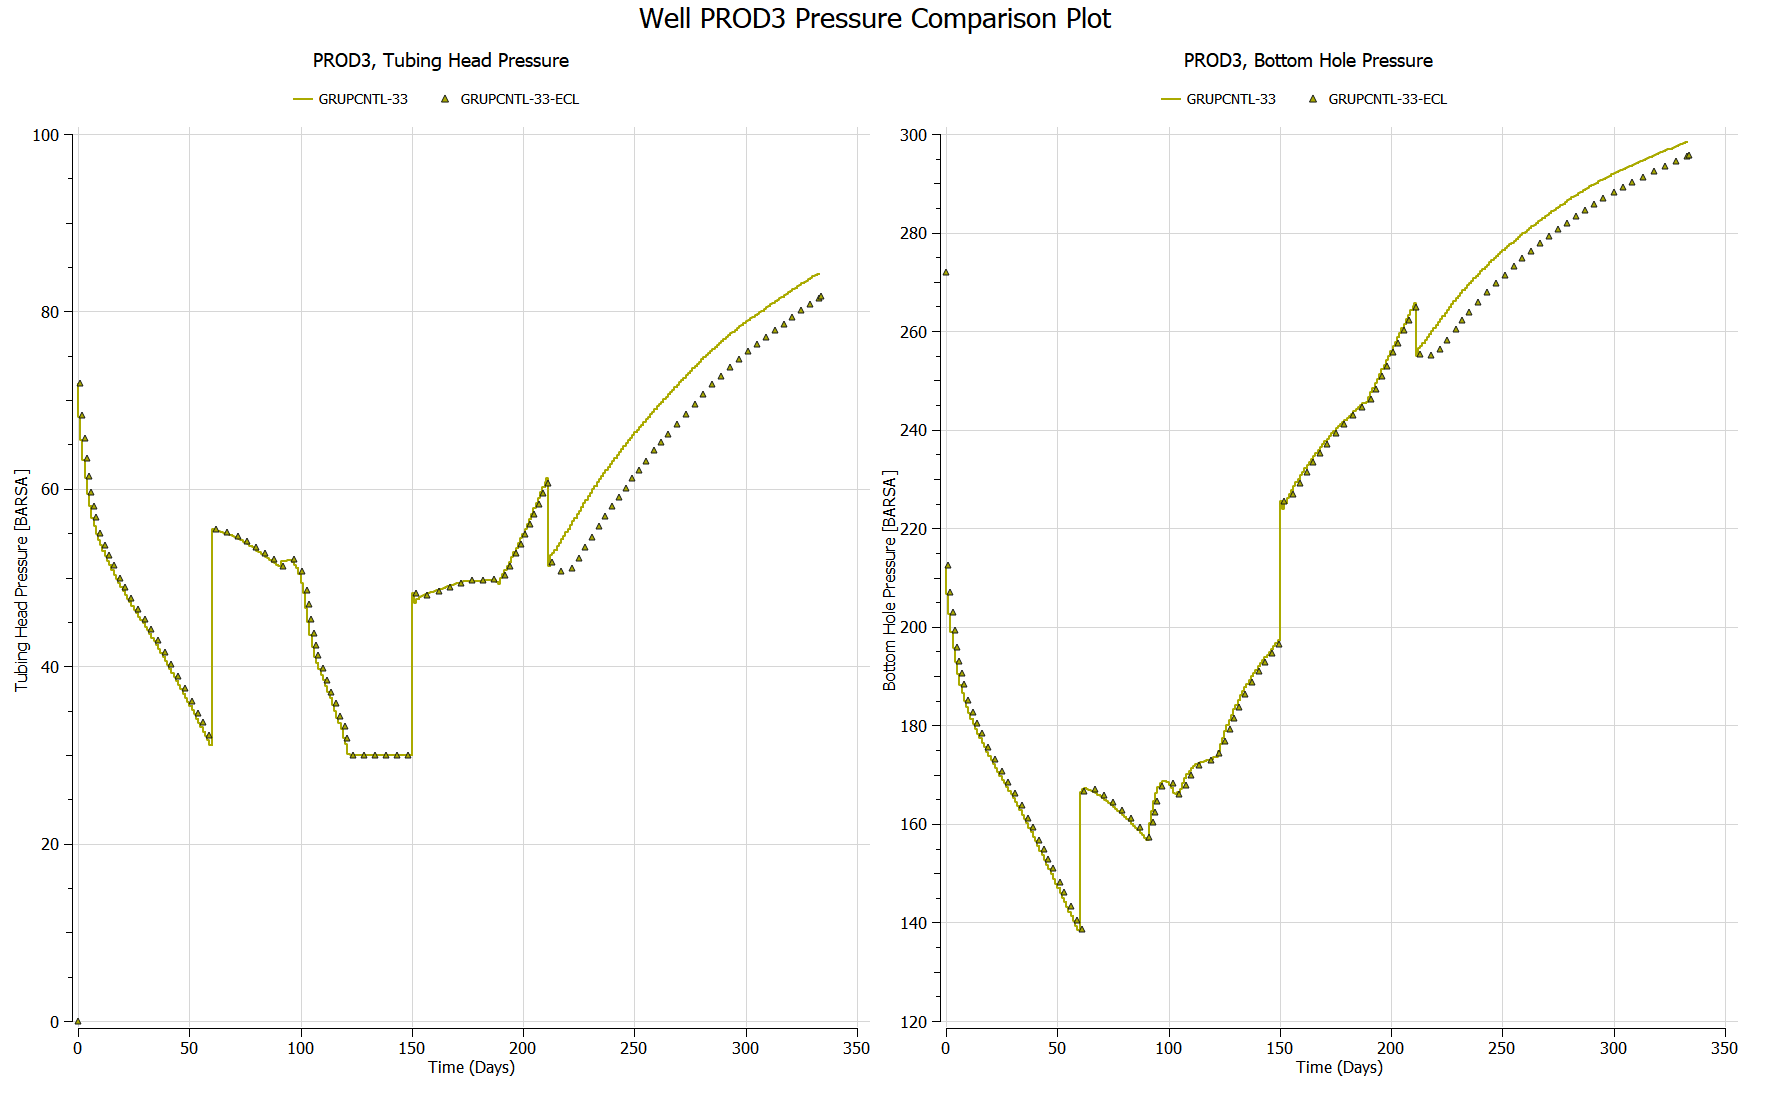 Well PROD3 Pressure Comparison Plot
PROD3, Tubing Head Pressure
GRUPCNTL-33 GRUPCNTL-33-ECL
100
80
60
40
20
0
Tubing Head Pressure [BARSA]
0 50 100 150 200 250 300 350
Time (Days)
PROD3, Bottom Hole Pressure
GRUPCNTL-33 GRUPCNTL-33-ECL
300
280
260
240
220
200
180
160
140
120
Bottom Hole Pressure [BARSA]
0 50 100 150 200 250 300 350
Time (Days)